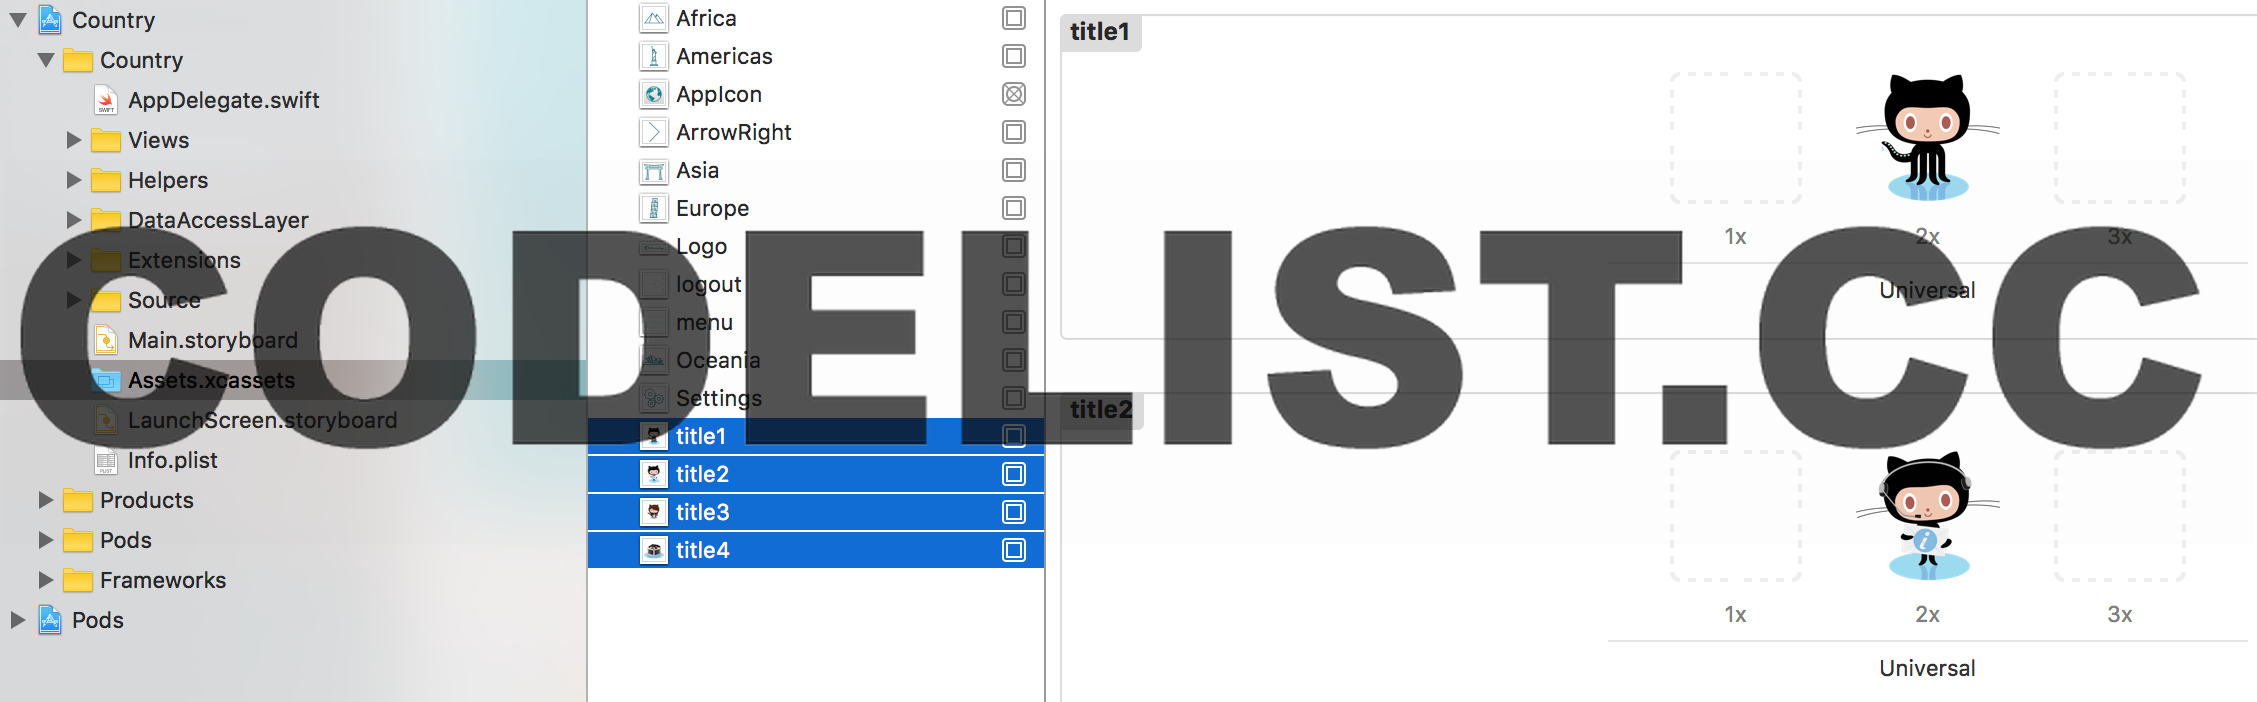 Country
Country
AppDelegate.swift
Views
Helpers
DataAccessLayer
Extensions
Source
Main.storyboard
Assets.xcassets
LaunchScreen.storyboard
Info.plist
Products
Pods
Frameworks
Pods
Africa
Americas
AppIcon
ArrowRight
Asia
Europe
Logo
logout
menu
Oceania
Settings
title1
title2
title3
title4
title1
1x 2x 3x
Universal
title2
1x 2x 3x
Universal
CODELIST.CC